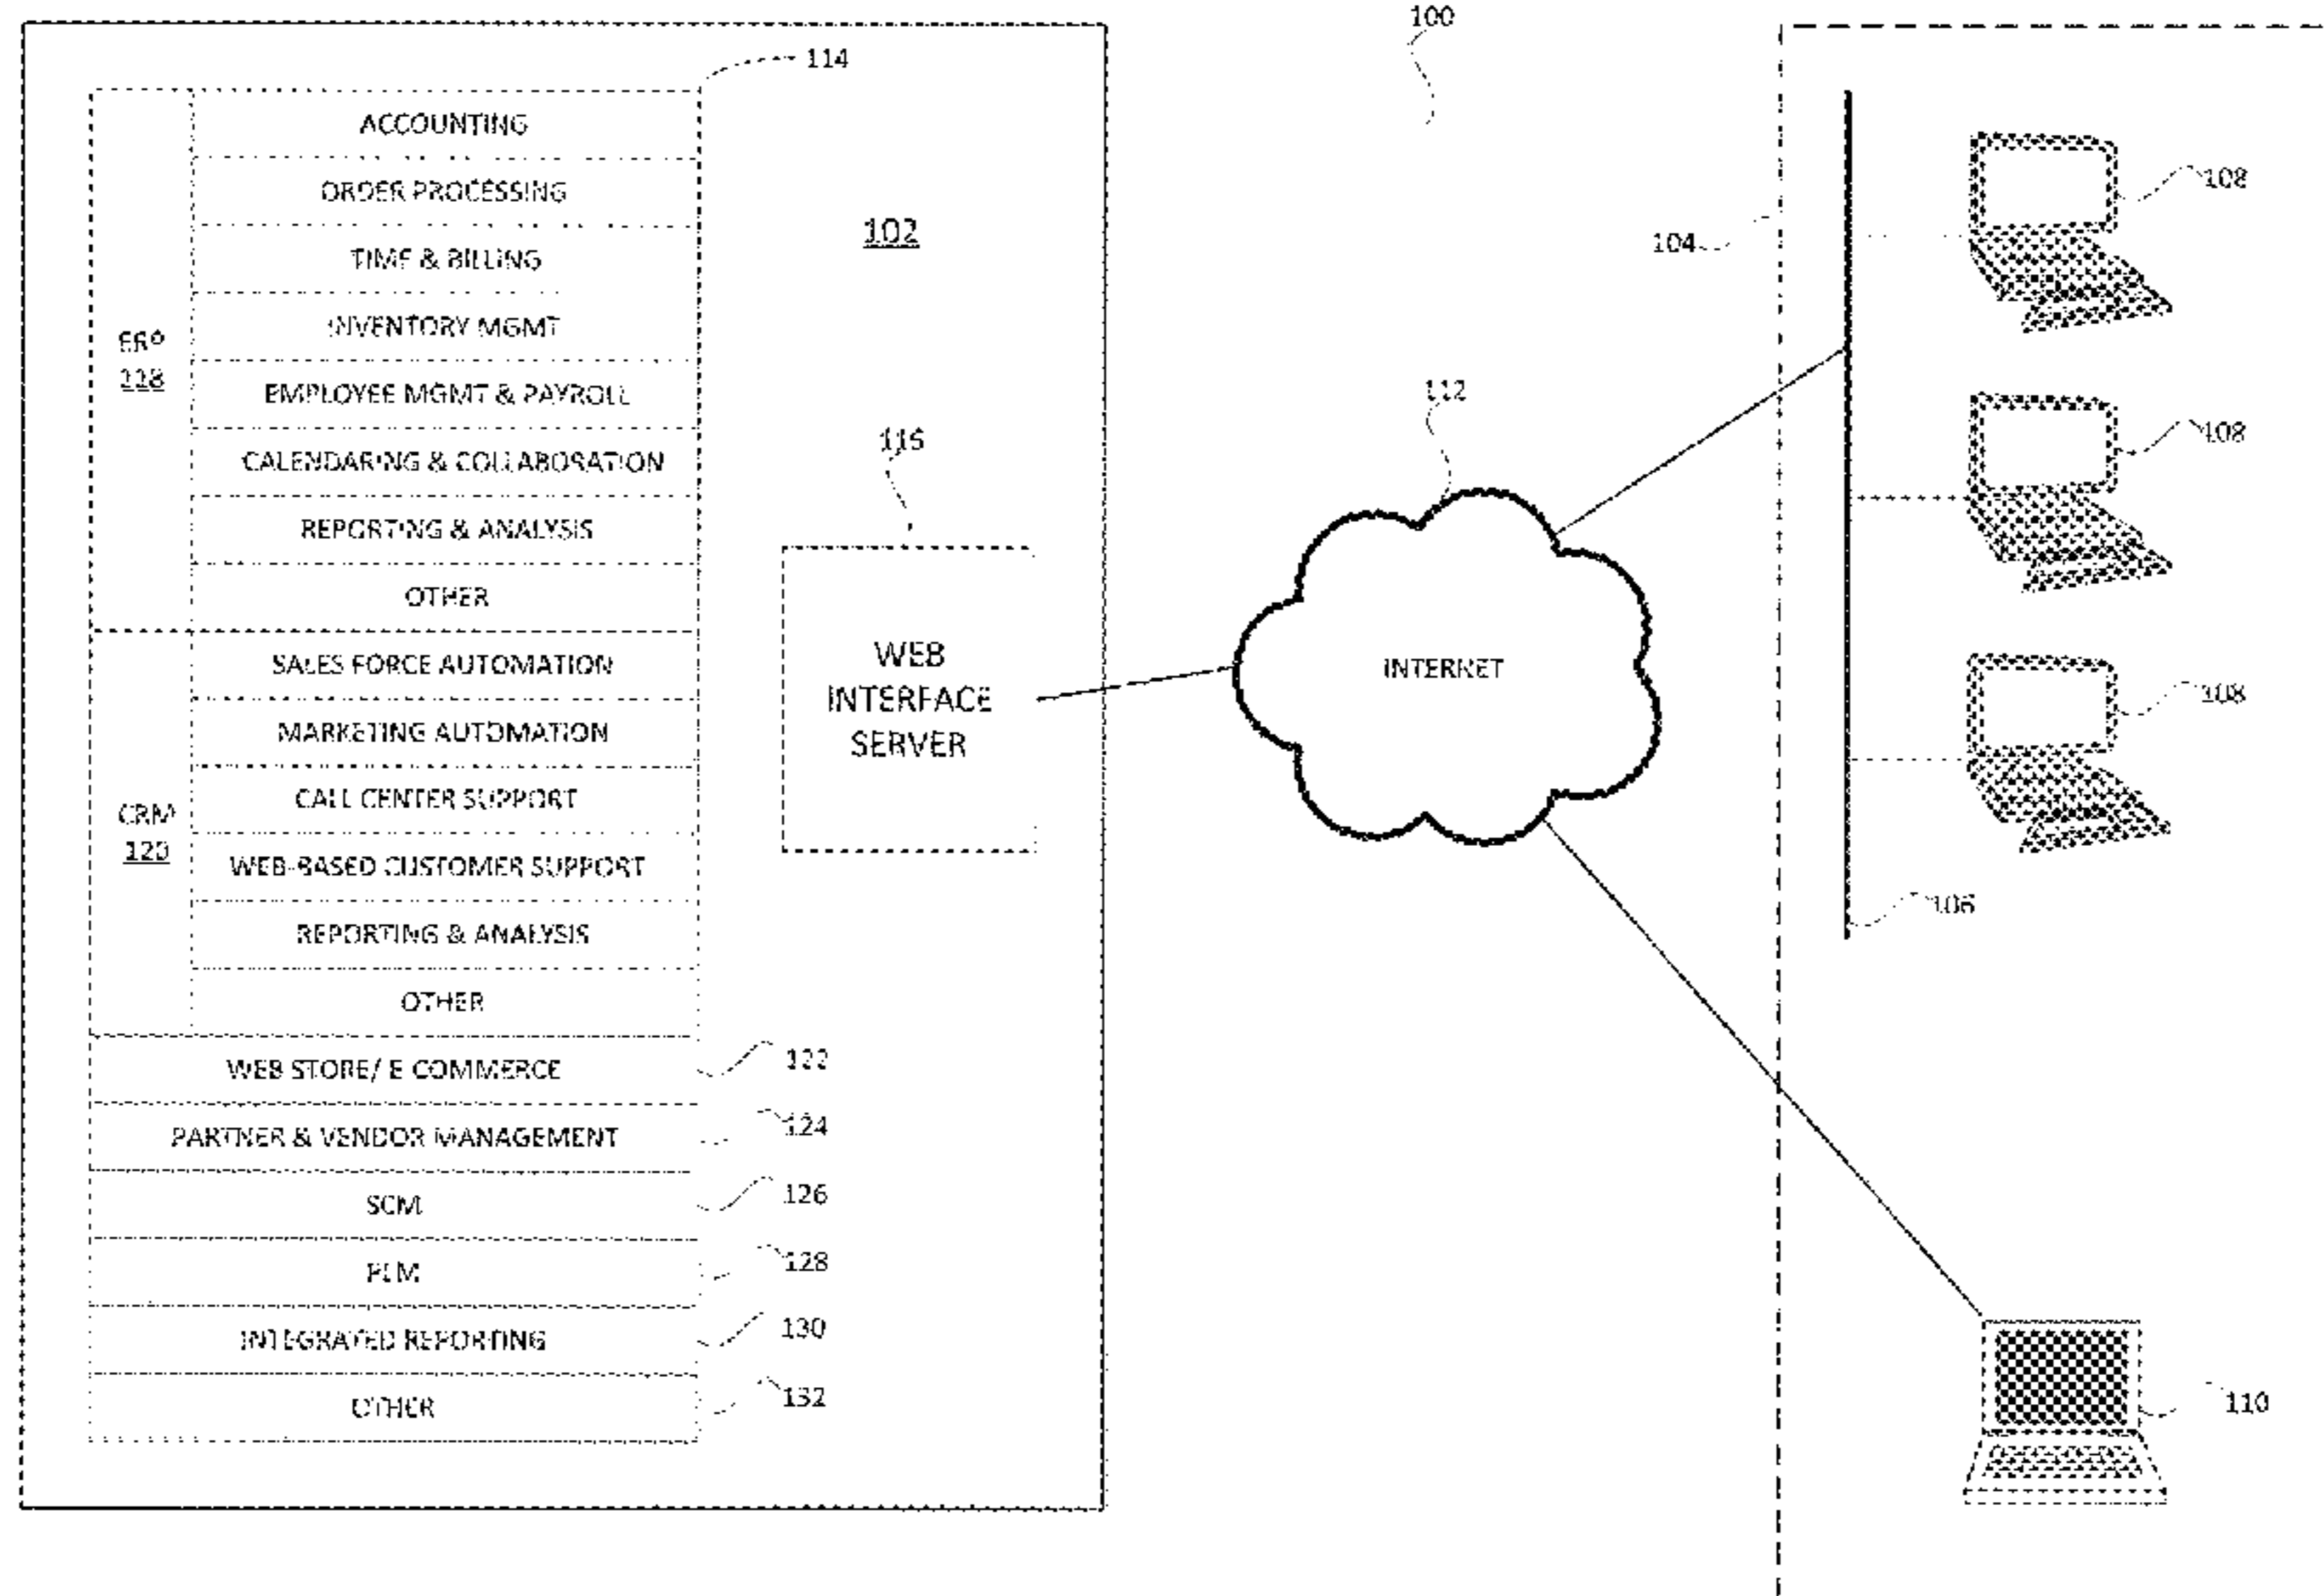 100
114
ACCOUNTING
ORDER PROCESSING
TIME & BILLING
INVENTORY MGMT
EMPLOYEE MGMT & PAYROLL
CALENDARING & COLLABORATION
REPORTING & ANALYSIS
OTHER
ERP
118
SALES FORCE AUTOMATION
MARKETING AUTOMATION
CALL CENTER SUPPORT
WEB-BASED CUSTOMER SUPPORT
REPORTING & ANALYSIS
OTHER
CRM
120
WEB STORE/ E COMMERCE
122
PARTNER & VENDOR MANAGEMENT
124
SCM
126
PLM
128
INTEGRATED REPORTING
130
OTHER
132
102
116
WEB
INTERFACE
SERVER
112
INTERNET
104
108
108
108
106
110